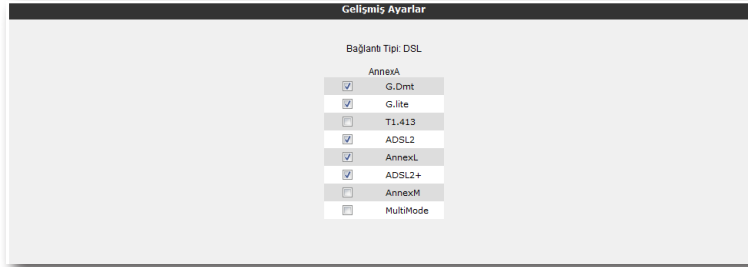 Gelişmiş Ayarlar
Bağlantı Tipi: DSL
AnnexA
G.Dmt
G.lite
T1.413
ADSL2
AnnexL
ADSL2+
AnnexM
MultiMode